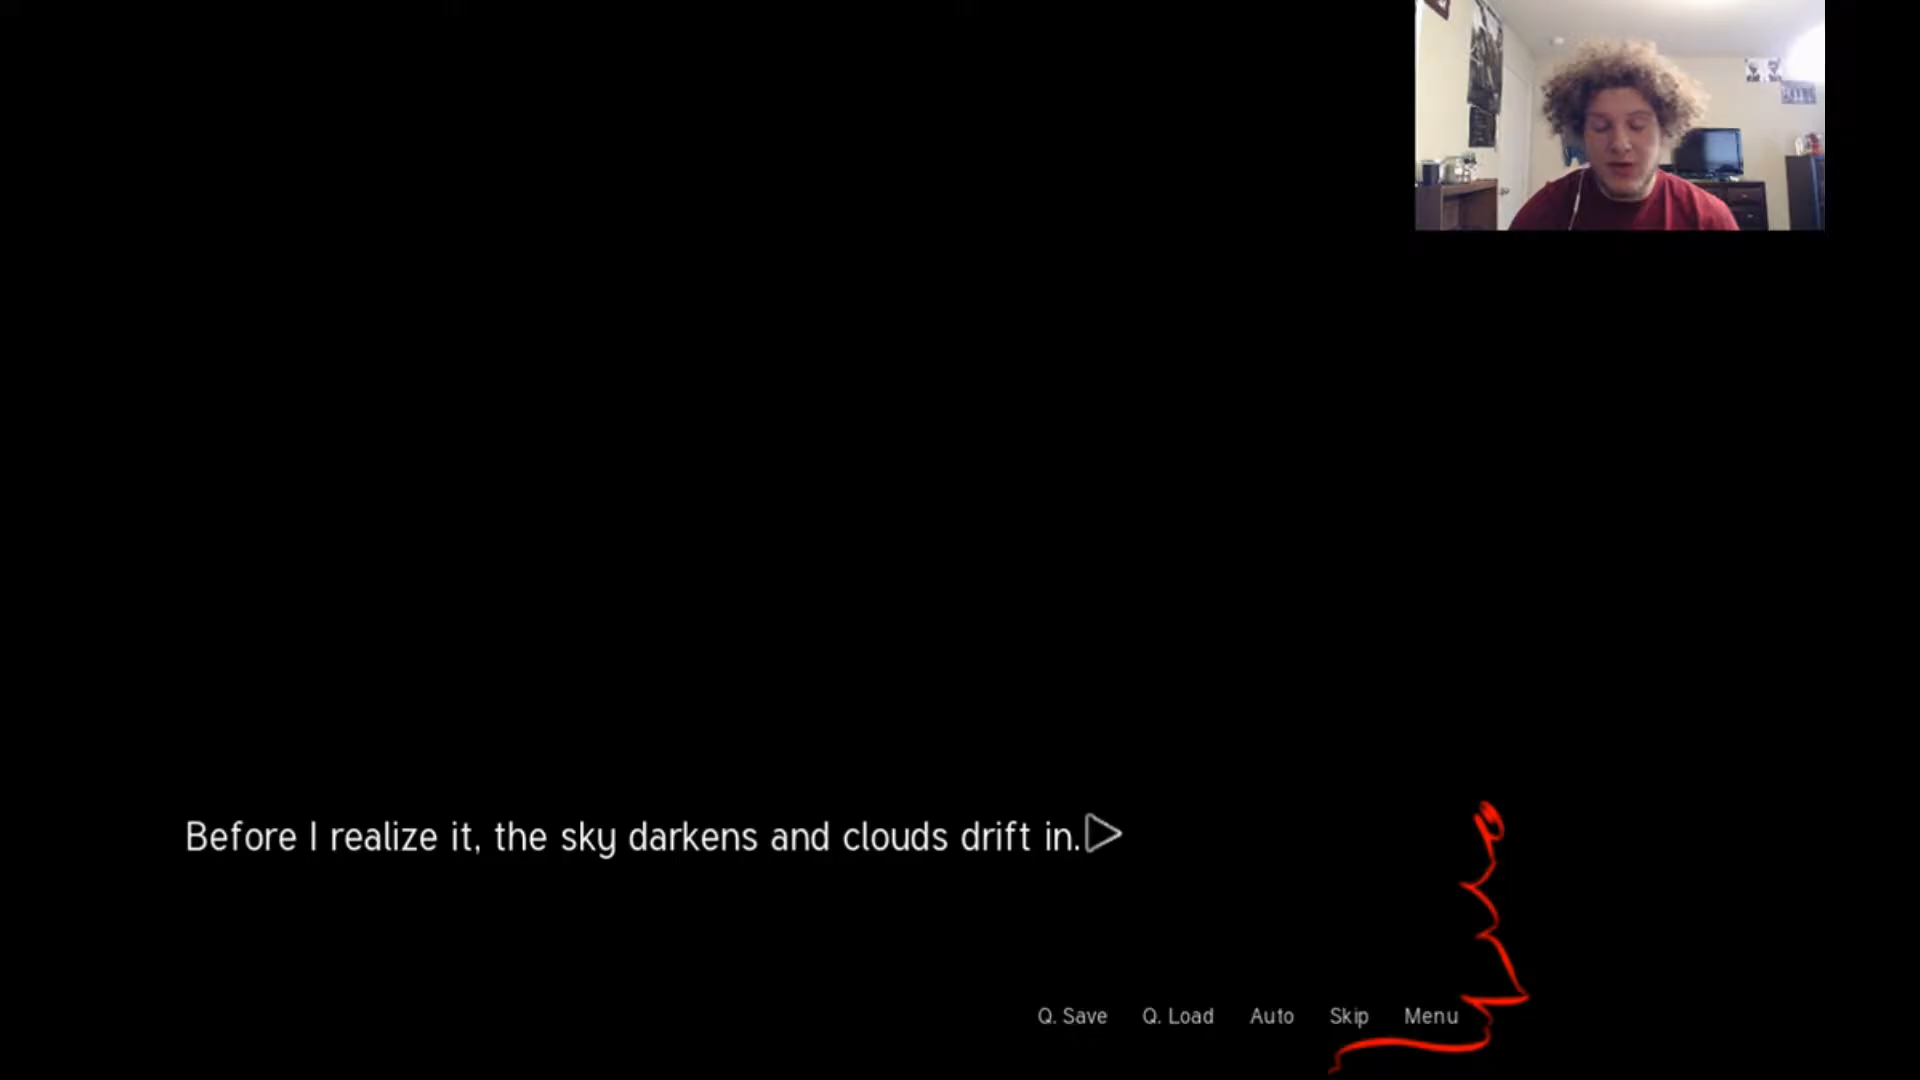 Before I realize it, the sky darkens and clouds drift in.
Q. Save Q. Load Auto Skip Menu